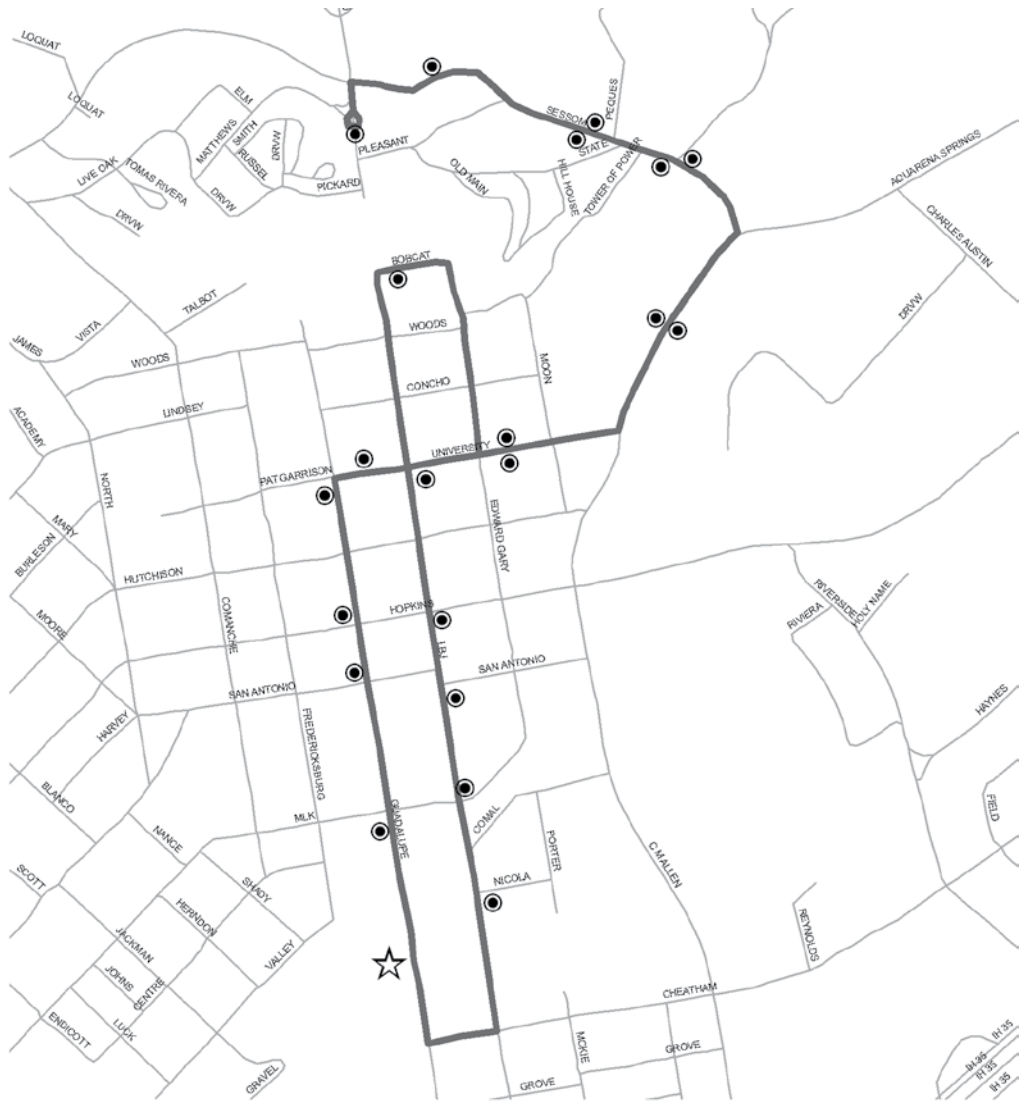 LOQUAT
LOQUAT
ELM
MATTHEWS
SMITH
RUSSEL
DRVW
LIVE OAK
TOMAS RIVERA
DRVW
DRVW
PICKARD
PLEASANT
OLD MAIN
SESSOM
PEQUES
STATE
HILL HOUSE
TOWER OF POWER
AQUARENA SPRINGS
CHARLES AUSTIN
DRVW
BOBCAT
TALBOT
VISTA
JAMES
WOODS
WOODS
MOON
CONCHO
LINDSEY
ACADEMY
UNIVERSITY
PAT GARRISON
NORTH
MARY
BURLESON
EDWARD GARY
HUTCHISON
MOORE
COMANCHE
HOPKINS
LBJ
RIVERSIDE
HOLY NAME
RIVIERA
SAN ANTONIO
SAN ANTONIO
HARVEY
FREDERICKSBURG
HAYNES
BLANCO
MLK
GUADALUPE
COMAL
PORTER
C M ALLEN
FIELD
NANCE
SCOTT
SHADY
NICOLA
HERNDON
REYNOLDS
JACKMAN
VALLEY
JOHNS
CENTRE
CHEATHAM
ENDICOTT
LUCK
MCKIE
GROVE
GRAVEL
GROVE
IH 35
IH 35
IH 35
IH 35